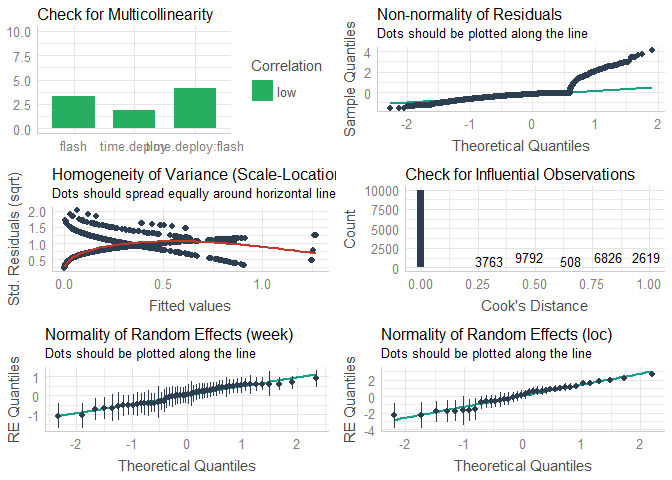 Check for Multicollinearity
10.0
7.5
5.0
2.5
0.0
flash
time.deploy
time.deploy:flash
Correlation
low
Non-normality of Residuals
Dots should be plotted along the line
Sample Quantiles
4
2
0
-2
-1
0
1
2
Theoretical Quantiles
Homogeneity of Variance (Scale-Location
Dots should spread equally around horizontal line
Std. Residuals (sqrt)
2.0
1.5
1.0
0.5
0.0
0.5
1.0
Fitted values
Check for Influential Observations
Count
10000
7500
5000
2500
0
3763
9792
508
6826
2619
0.00
0.25
0.50
0.75
1.00
Cook's Distance
Normality of Random Effects (week)
Dots should be plotted along the line
RE Quantiles
1
0
-1
-2
-1
0
1
2
Theoretical Quantiles
Normality of Random Effects (loc)
Dots should be plotted along the line
RE Quantiles
2
0
-2
-4
-2
-1
0
1
2
Theoretical Quantiles